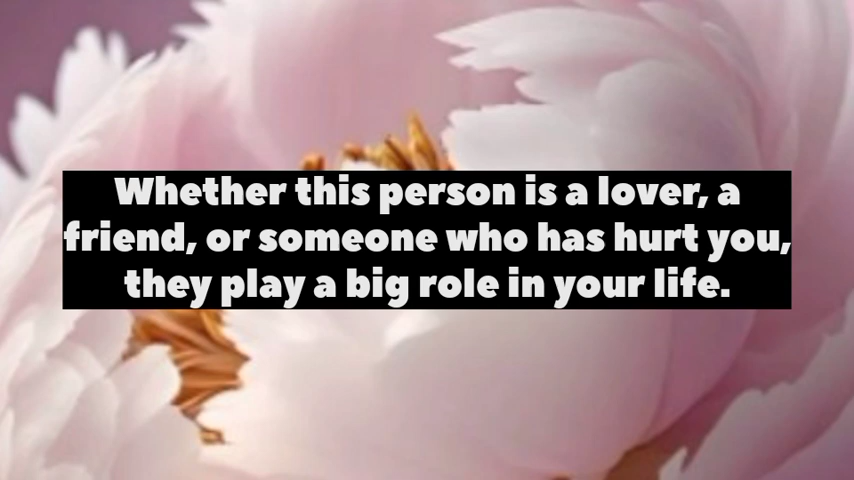 Whether this person is a lover, a
friend, or someone who has hurt you,
they play a big role in your life.